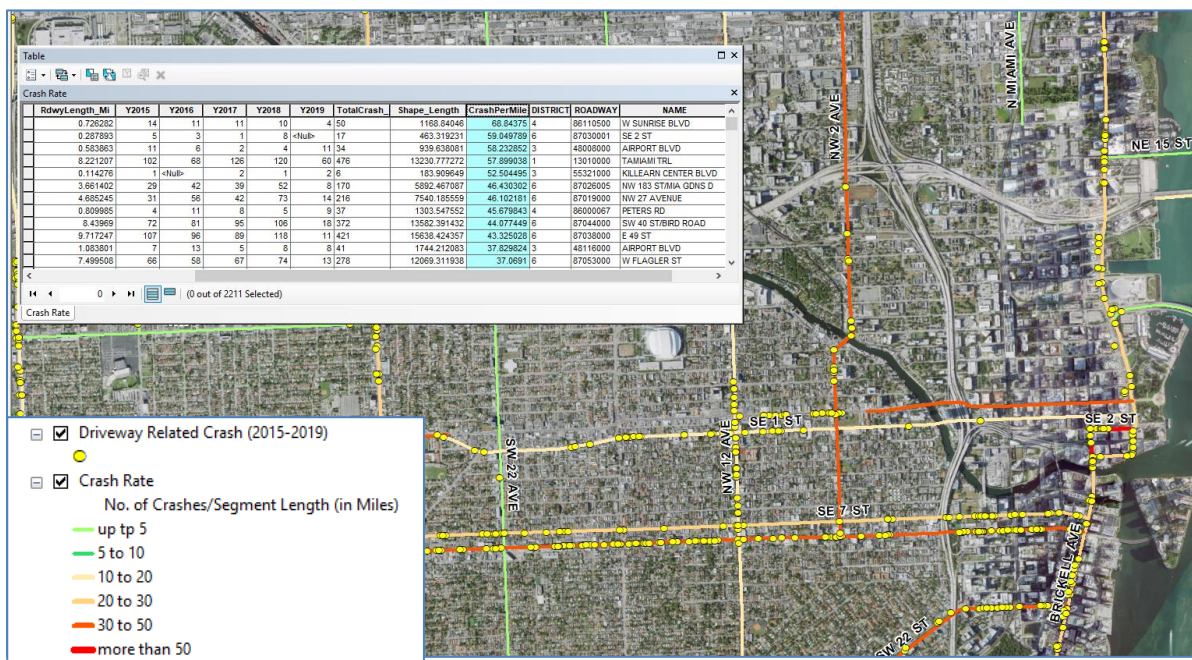 Table
Crash Rate
RdwyLength_Mi Y2015 Y2016 Y2017 Y2018 Y2019 TotalCrash_ Shape_Length CrashPerMile DISTRICT ROADWAY NAME
0.726282 14 11 11 10 4 50 1168.84046 68.84375 4 86110500 W SUNRISE BLVD
0.287893 5 3 1 8 <Null> 17 463.319231 59.049789 6 87030001 SE 2 ST
0.583863 11 6 2 4 11 34 939.638081 58.232852 3 48008000 AIRPORT BLVD
8.221207 102 68 126 120 60 476 13230.777272 57.899038 1 13010000 TAMIAMI TRL
0.114276 1 <Null> 2 1 2 6 183.909649 52.504495 3 55321000 KILLEARN CENTER BLVD
3.661402 29 42 39 52 8 170 5892.467087 46.430302 6 87026005 NW 183 ST/MIA GDNS D
4.685245 31 56 42 73 14 216 7540.185559 46.102181 6 87019000 NW 27 AVENUE
0.809985 4 11 8 5 9 37 1303.547552 45.679843 4 86000067 PETERS RD
8.43969 72 81 95 106 18 372 13582.391432 44.077449 6 87044000 SW 40 ST/BIRD ROAD
9.717247 107 96 89 118 11 421 15638.424357 43.325028 6 87038000 E 49 ST
1.083801 7 13 5 8 8 41 1744.212083 37.829824 3 48116000 AIRPORT BLVD
7.499508 66 58 67 74 13 278 12069.311938 37.0691 6 87053000 W FLAGLER ST
0 (0 out of 2211 Selected)
Crash Rate
NW 2 AVE
N MIAMI AVE
NE 15 ST
SE 1 ST
SE 2 ST
SW 22 AVE
NW 12 AVE
SE 7 ST
BRICKELL AVE
SW 22 ST
Driveway Related Crash (2015-2019)
Crash Rate
No. of Crashes/Segment Length (in Miles)
up tp 5
5 to 10
10 to 20
20 to 30
30 to 50
more than 50